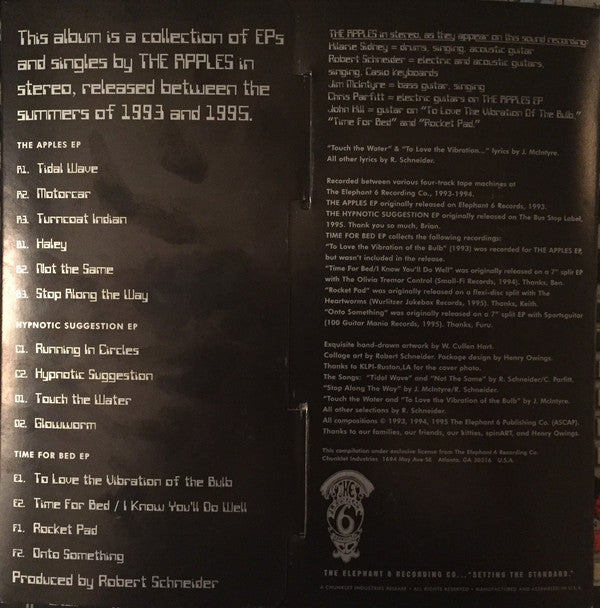 This album is a collection of EPs
and singles by THE APPLES in
stereo, released between the
summers of 1993 and 1995.
THE APPLES EP
A1. Tidal Wave
A2. Motorcar
A3. Turncoat Indian
B1. Haley
B2. Not the Same
B3. Stop Along the Way
HYPNOTIC SUGGESTION EP
C1. Running In Circles
C2. Hypnotic Suggestion
D1. Touch the Water
D2. Glowworm
TIME FOR BED EP
E1. To Love the Vibration of the Bulb
E2. Time For Bed / I Know You'll Do Well
F1. Rocket Pad
F2. Onto Something
Produced by Robert Schneider
THE APPLES in stereo, as they appear on this sound recording:
Hilarie Sidney = drums, singing, acoustic guitar
Robert Schneider = electric and acoustic guitars,
singing, Casio keyboards
Jim McIntyre = bass guitar, singing
Chris Parfitt = electric guitars on THE APPLES EP
John Hill = guitar on "To Love The Vibration Of The Bulb,"
"Time for Bed" and "Rocket Pad."
"Touch the Water" & "To Love the Vibration..." lyrics by J. McIntyre.
All other lyrics by R. Schneider.
Recorded between various four-track tape machines at
The Elephant 6 Recording Co., 1993-1994.
THE APPLES EP originally released on Elephant 6 Records, 1993.
THE HYPNOTIC SUGGESTION EP originally released on The Bus Stop Label,
1995. Thank you so much, Brian.
TIME FOR BED EP collects the following recordings:
"To Love the Vibration of the Bulb" (1993) was recorded for THE APPLES EP,
but wasn't included in the release.
"Time For Bed/I Know You'll Do Well" was originally released on a 7" split EP
with The Olivia Tremor Control (Small-Fi Records, 1994). Thanks, Ben.
"Rocket Pad" was originally released on a flexi-disc split with The
Heartworms (Wurlitzer Jukebox Records, 1995). Thanks, Keith.
"Onto Something" was originally released on a 7" split EP with Sportsguitar
(100 Guitar Mania Records, 1995). Thanks, Furu.
Exquisite hand-drawn artwork by W. Cullen Hart.
Collage art by Robert Schneider. Package design by Henry Owings.
Thanks to KLPI-Ruston, LA for the cover photo.
The Songs: "Tidal Wave" and "Not The Same" by R. Schneider/C. Parfitt.
"Stop Along The Way" by J. McIntyre/R. Schneider.
"Touch the Water and "To Love the Vibration of the Bulb" by J. McIntyre.
All other selections by R. Schneider.
All compositions © 1993, 1994, 1995 The Elephant 6 Publishing Co. (ASCAP).
Thanks to our families, our friends, our kitties, spinART, and Henry Owings.
This compilation under exclusive license from The Elephant 6 Recording Co.
Chunklet Industries 1694 May Ave SE Atlanta, GA 30316 U.S.A.
6
THE ELEPHANT 6 RECORDING CO... "SETTING THE STANDARD."
A CHUNKLET INDUSTRIES RELEASE • ALL RIGHTS RESERVED • MANUFACTURED AND ASSEMBLED IN U.S.A.